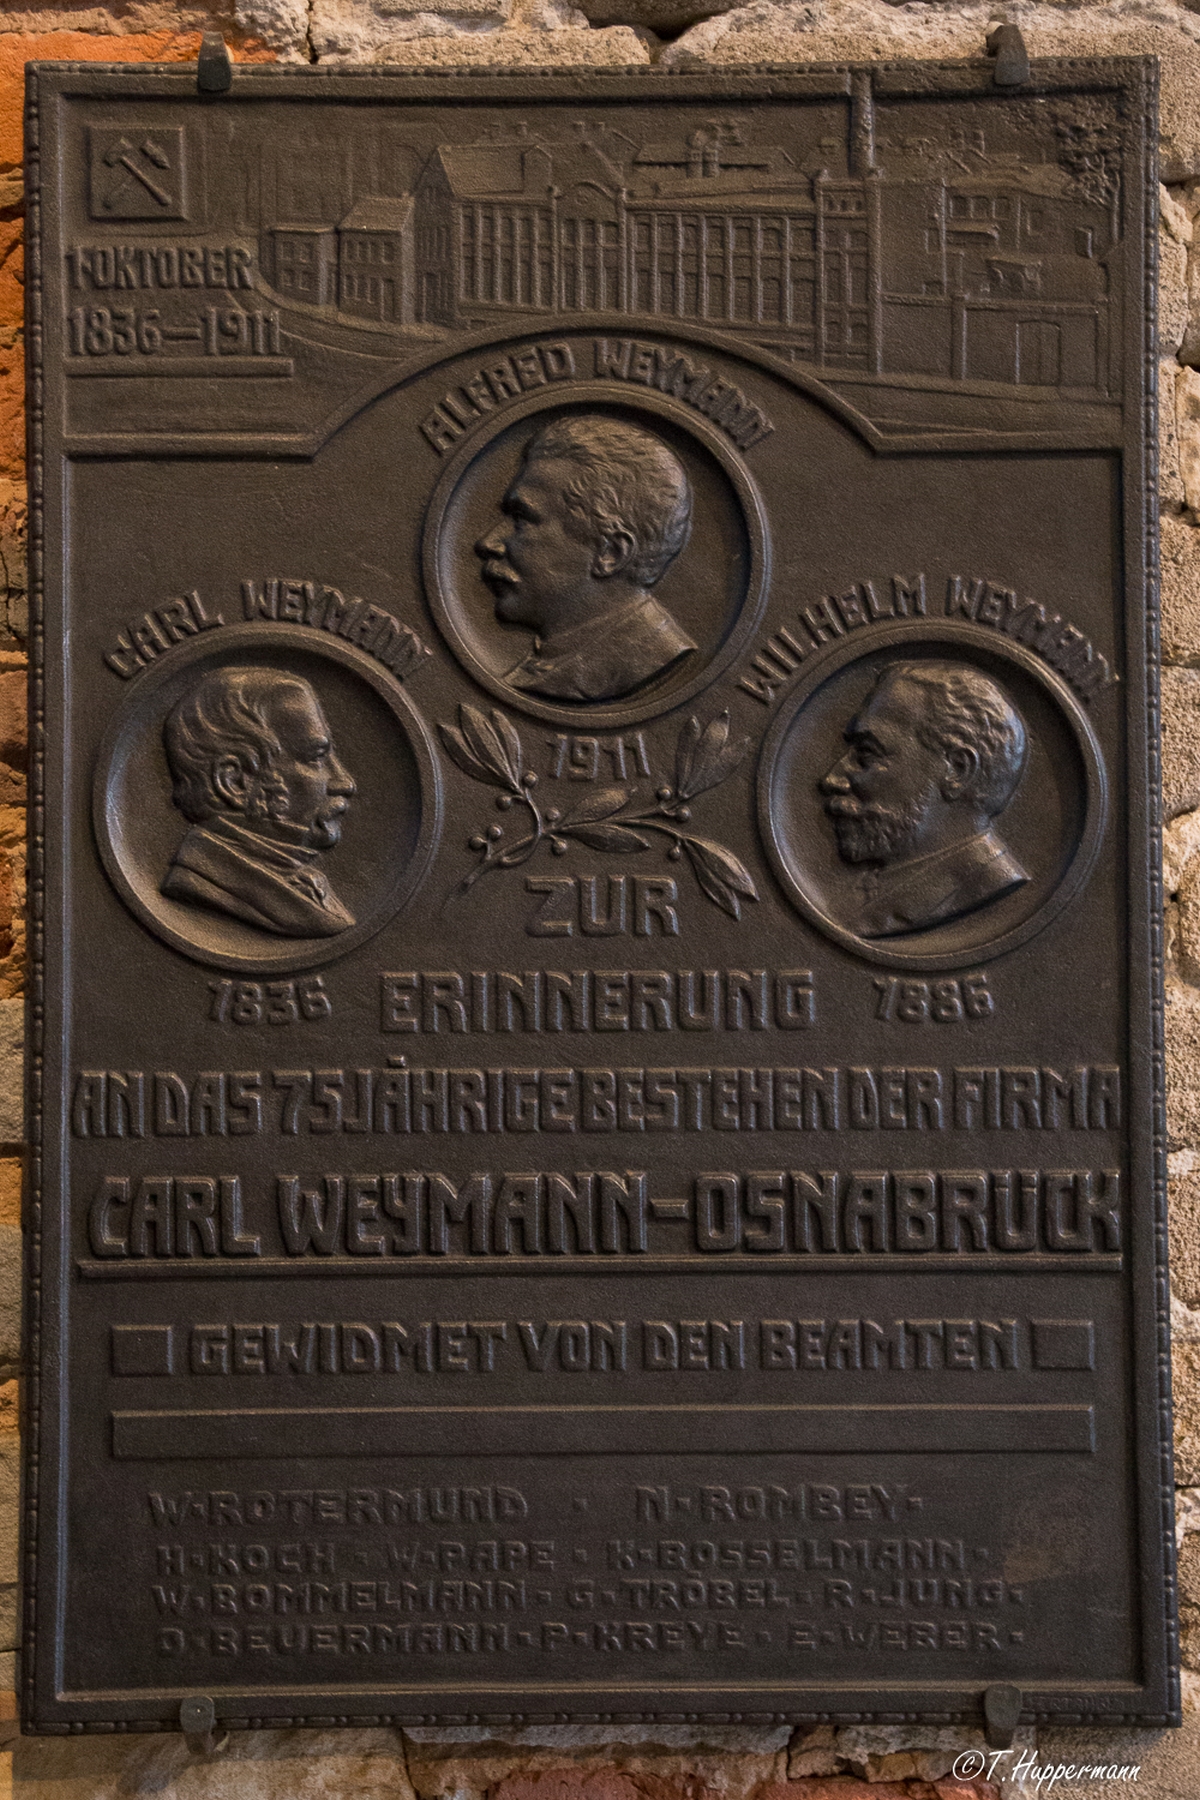 1·OKTOBER
1836–1911
ALFRED WEYMANN
CARL WEYMANN
WILHELM WEYMANN
1911
ZUR
1836
ERINNERUNG
1886
AN DAS 75JÄHRIGE BESTEHEN DER FIRMA
CARL WEYMANN–OSNABRÜCK
GEWIDMET VON DEN BEAMTEN
W·ROTERMUND · N·ROMBEY·
H·KOCH · W·PAPE · K·BOSSELMANN·
W·BOMMELMANN· G·TRÖBEL· R·JUNG·
O·BEUERMANN·P·KREYE· E·WEBER·
©T.Huppermann